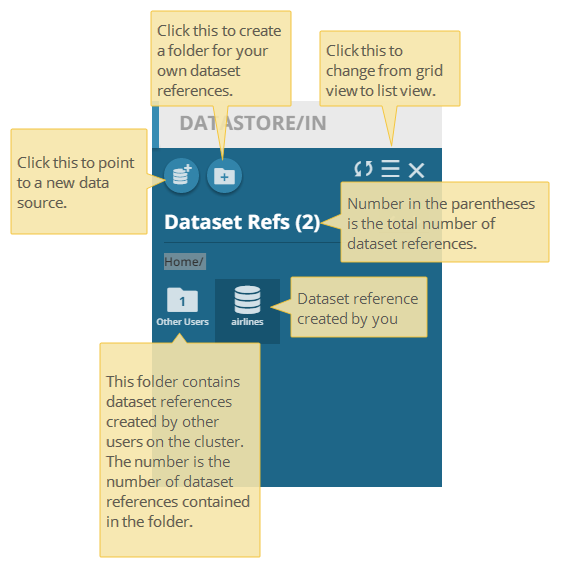 Click this to create
a folder for your
own dataset
references.
Click this to
change from grid
view to list view.
DATASTORE/IN
Click this to point
to a new data
source.
Number in the parentheses
is the total number of
dataset references.
Dataset Refs (2)
Home/
1
Other Users
airlines
Dataset reference
created by you
This folder contains
dataset references
created by other
users on the cluster.
The number is the
number of dataset
references contained
in the folder.